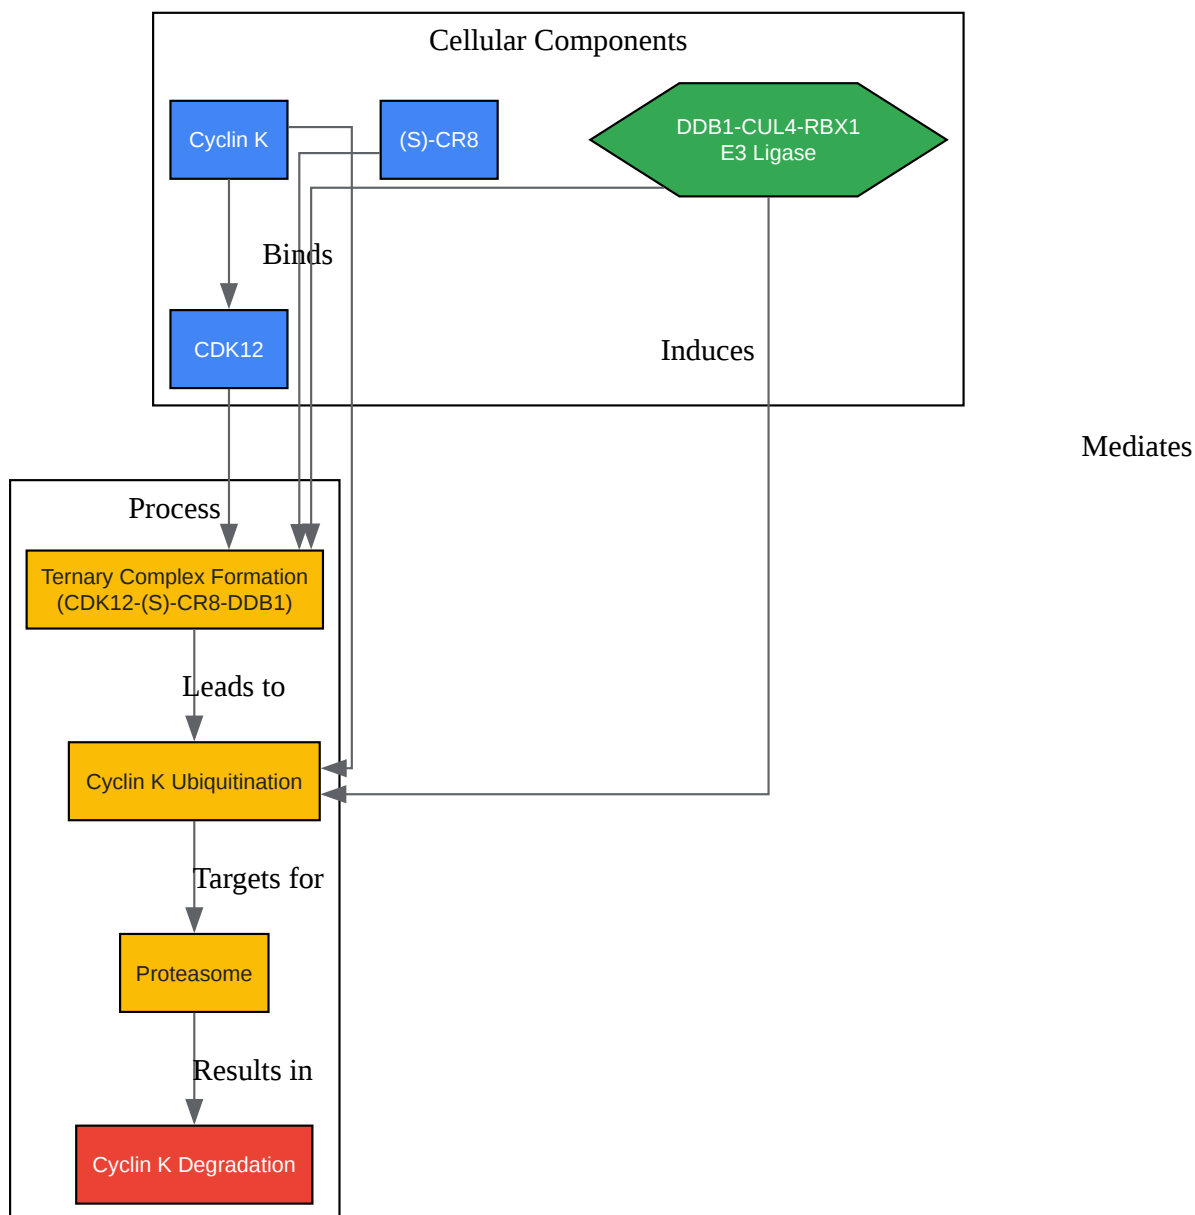 Cellular Components
Cyclin K
(S)-CR8
DDB1-CUL4-RBX1
E3 Ligase
Binds
CDK12
Induces
Mediates
Process
Ternary Complex Formation
(CDK12-(S)-CR8-DDB1)
Leads to
Cyclin K Ubiquitination
Targets for
Proteasome
Results in
Cyclin K Degradation